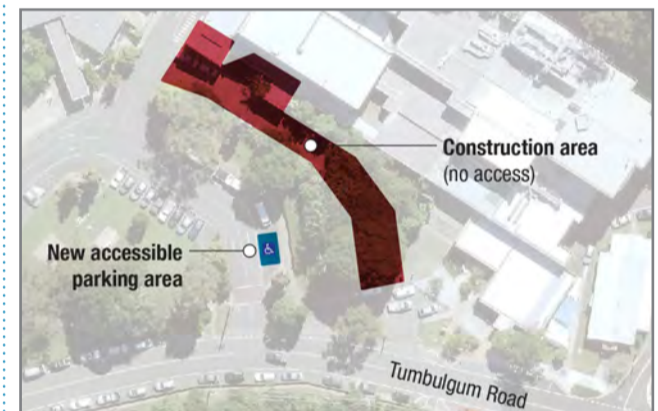 Construction area
(no access)
New accessible
parking area
Tumbulgum Road